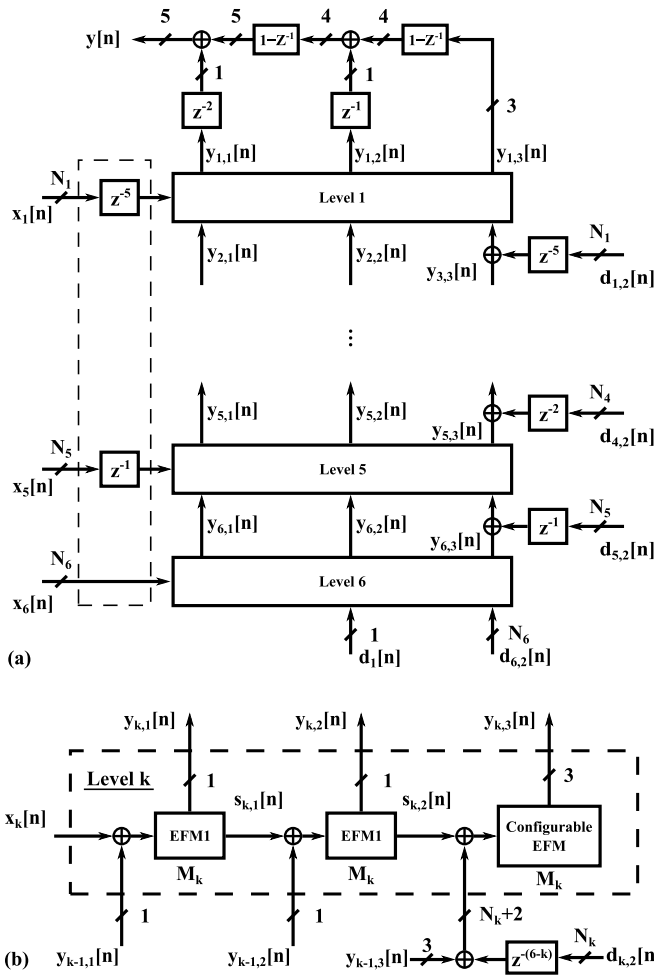 5 5 4 4
y[n] 1–Z-1 1–Z-1
1 1
3
z-2 z-1
y1,1[n] y1,2[n] y1,3[n]
N1
z-5 Level 1
x1[n]
N1
y2,1[n] y2,2[n] y3,3[n] z-5 d1,2[n]
...
N4
y5,1[n] y5,2[n] y5,3[n] z-2 d4,2[n]
N5
z-1 Level 5
x5[n]
N5
y6,1[n] y6,2[n] y6,3[n] z-1 d5,2[n]
N6
Level 6
x6[n]
1 N6
(a) d1[n] d6,2[n]
yk,1[n] yk,2[n] yk,3[n]
Level k 1 1 3
xk[n] sk,1[n] sk,2[n]
EFM1 EFM1 Configurable
EFM
Mk Mk Mk
1 1 Nk+2
(b) yk-1,1[n] yk-1,2[n] yk-1,3[n] 3 z-(6-k) Nk dk,2[n